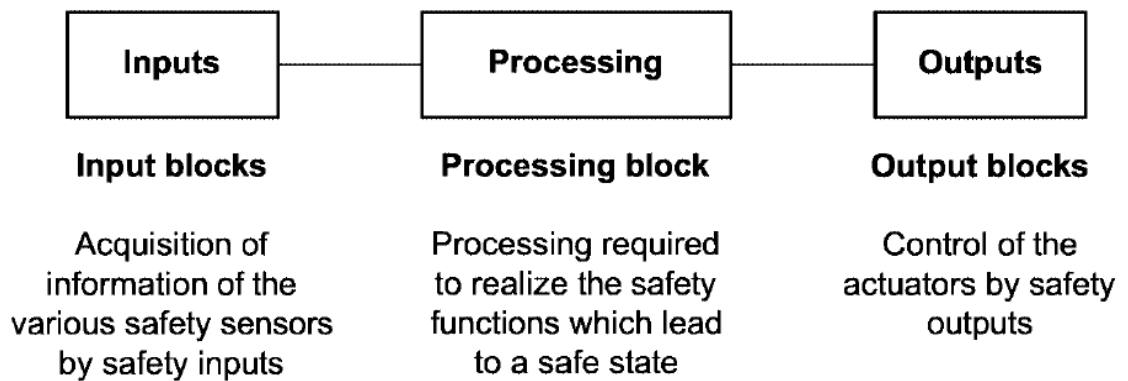 Inputs
Processing
Outputs
Input blocks
Processing block
Output blocks
Acquisition of
information of the
various safety sensors
by safety inputs
Processing required
to realize the safety
functions which lead
to a safe state
Control of the
actuators by safety
outputs